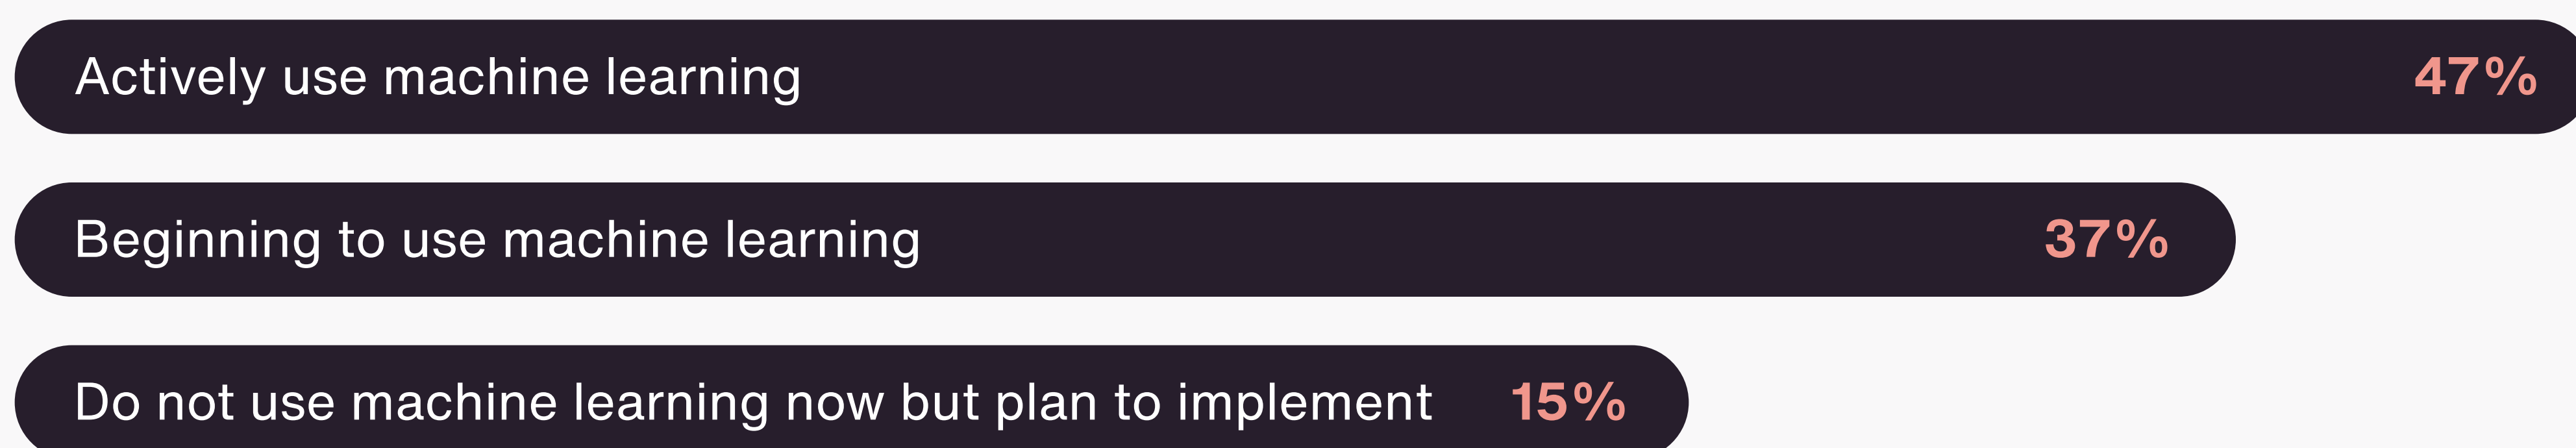 Actively use machine learning 47%
Beginning to use machine learning 37%
Do not use machine learning now but plan to implement 15%